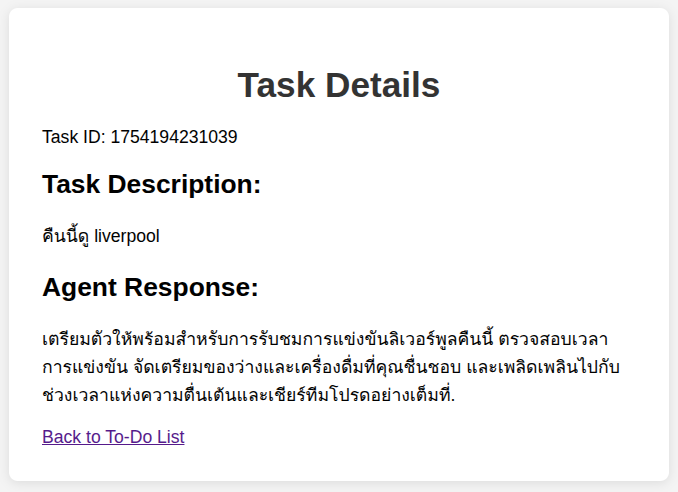 Task Details
Task ID: 1754194231039
Task Description:
คืนนี้ดู liverpool
Agent Response:
เตรียมตัวให้พร้อมสำหรับการรับชมการแข่งขันลิเวอร์พูลคืนนี้ ตรวจสอบเวลา
การแข่งขัน จัดเตรียมของว่างและเครื่องดื่มที่คุณชื่นชอบ และเพลิดเพลินไปกับ
ช่วงเวลาแห่งความตื่นเต้นและเชียร์ทีมโปรดอย่างเต็มที่.
Back to To-Do List